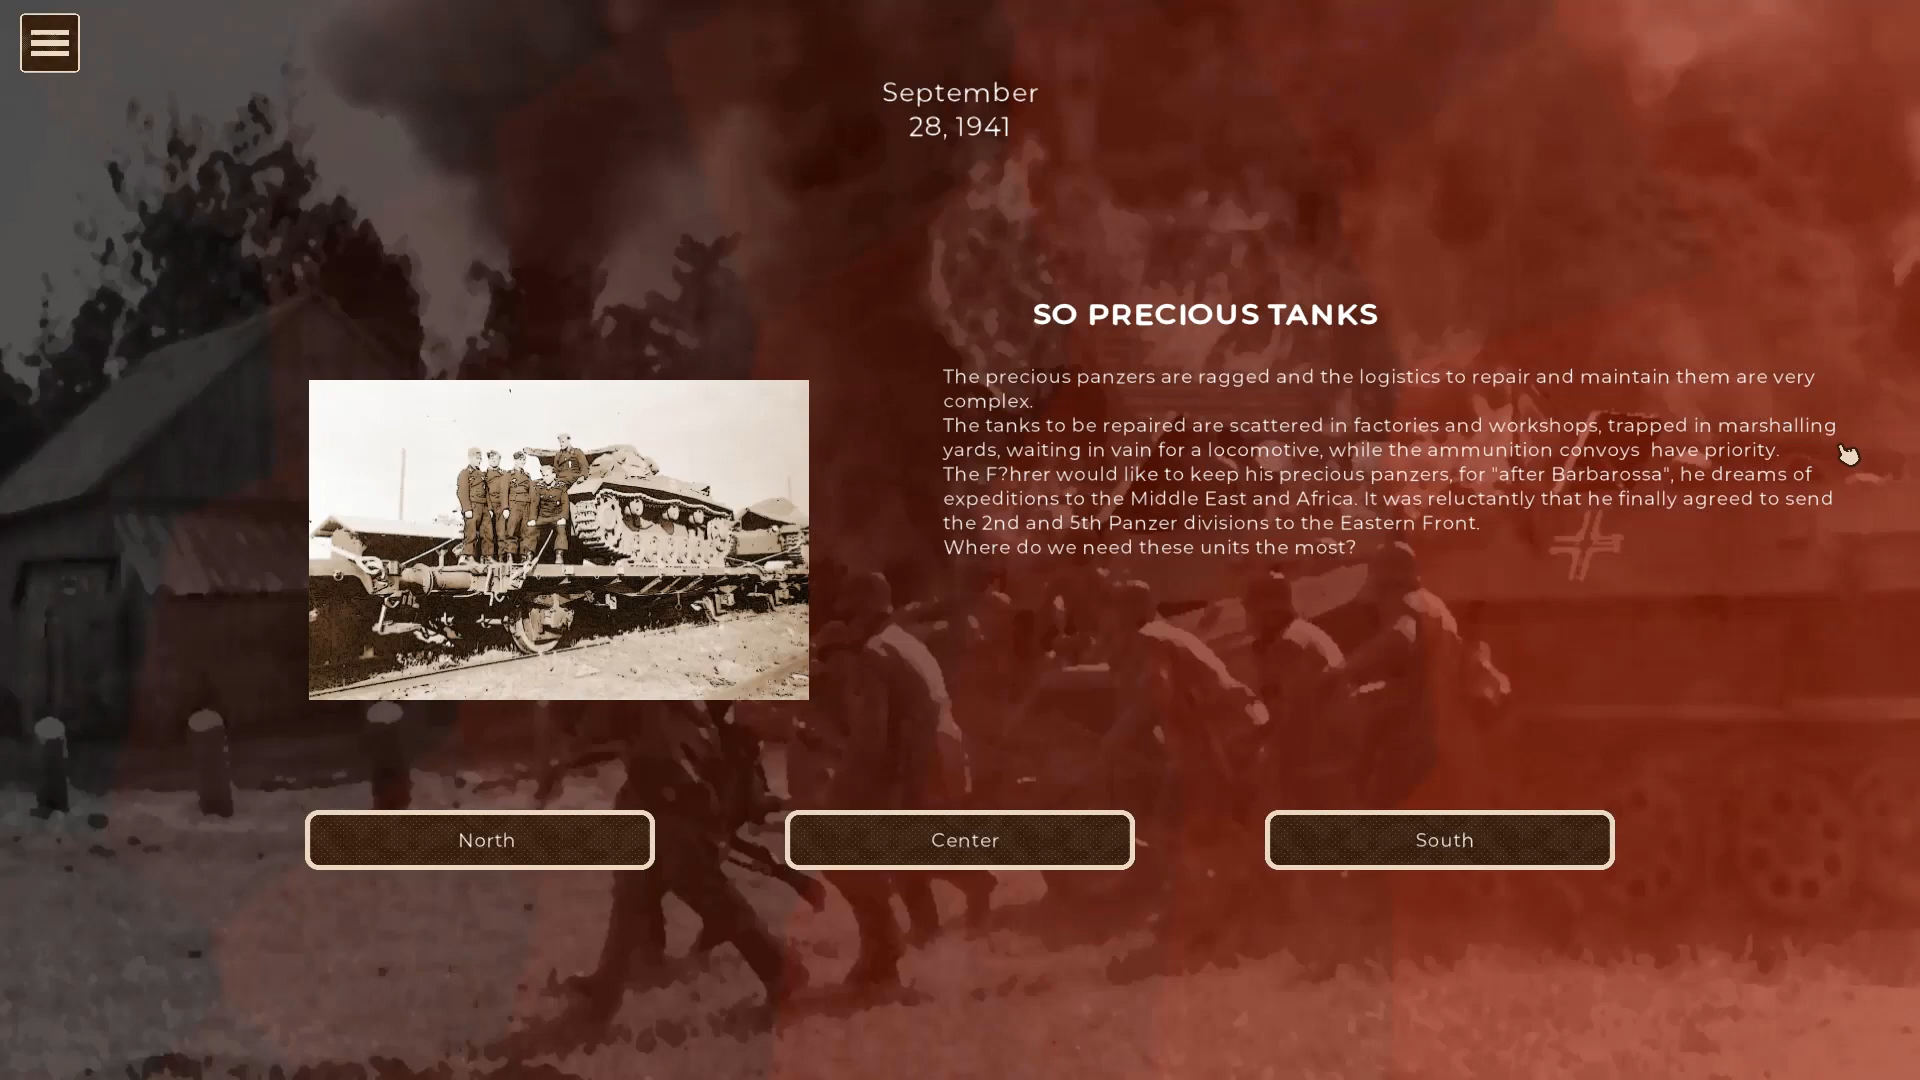 September
28, 1941
SO PRECIOUS TANKS
The precious panzers are ragged and the logistics to repair and maintain them are very
complex.
The tanks to be repaired are scattered in factories and workshops, trapped in marshalling
yards, waiting in vain for a locomotive, while the ammunition convoys  have priority.
The F?hrer would like to keep his precious panzers, for "after Barbarossa", he dreams of
expeditions to the Middle East and Africa. It was reluctantly that he finally agreed to send
the 2nd and 5th Panzer divisions to the Eastern Front.
Where do we need these units the most?
North
Center
South